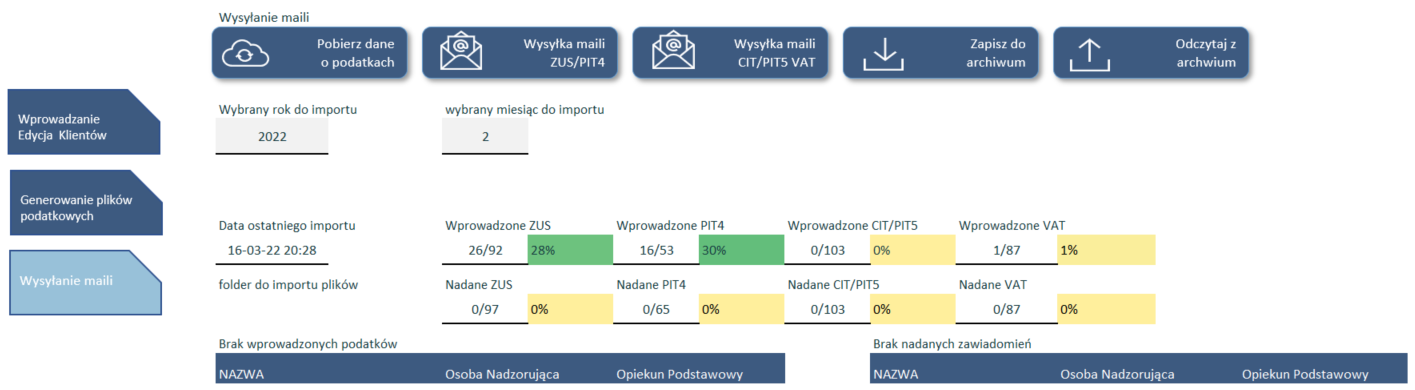 Wysyłanie maili
Pobierz dane
o podatkach
Wysyłka maili
ZUS/PIT4
Wysyłka maili
CIT/PIT5 VAT
Zapisz do
archiwum
Odczytaj z
archwium
Wprowadzanie
Edycja Klientów
Generowanie plików
podatkowych
Wysyłanie maili
Wybrany rok do importu
wybrany miesiąc do importu
2022
2
Data ostatniego importu
Wprowadzone ZUS
Wprowadzone PIT4
Wprowadzone CIT/PIT5
Wprowadzone VAT
16-03-22 20:28
26/92 28%
16/53 30%
0/103 0%
1/87 1%
folder do importu plików
Nadane ZUS
Nadane PIT4
Nadane CIT/PIT5
Nadane VAT
0/97 0%
0/65 0%
0/103 0%
0/87 0%
Brak wprowadzonych podatków
NAZWA Osoba Nadzorująca Opiekun Podstawowy
Brak nadanych zawiadomień
NAZWA Osoba Nadzorująca Opiekun Podstawowy